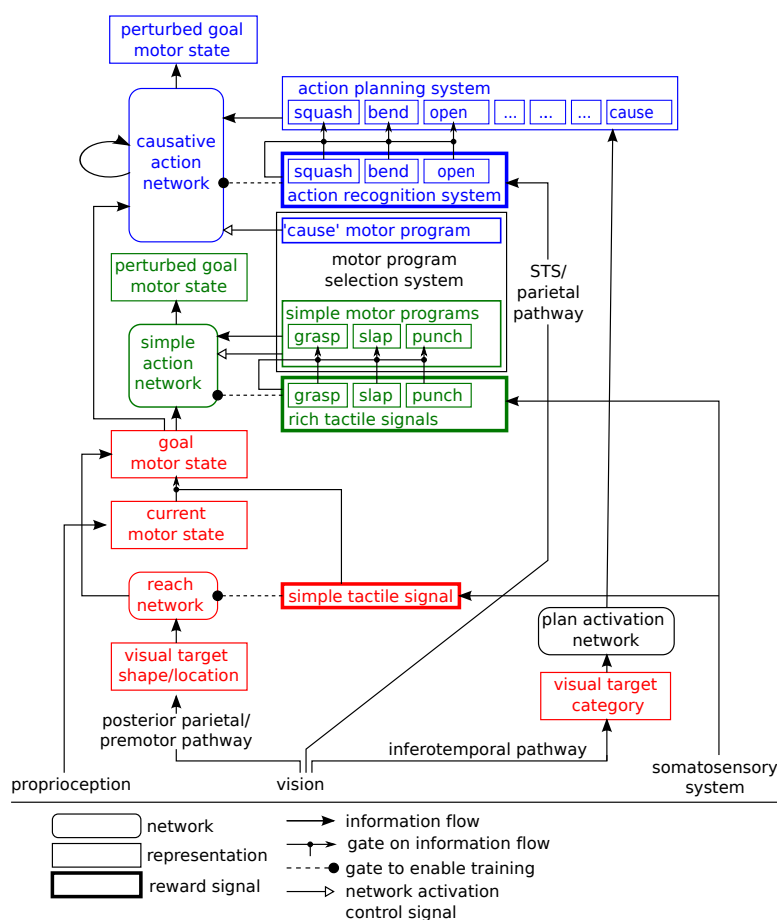 perturbed goal
motor state
action planning system
squash bend open ... ... ... cause
causative
action
network
squash bend open
action recognition system
'cause' motor program
motor program
selection system
STS/
parietal
pathway
perturbed goal
motor state
simple motor programs
grasp slap punch
simple
action
network
grasp slap punch
rich tactile signals
goal
motor state
current
motor state
reach
network
simple tactile signal
plan activation
network
visual target
shape/location
visual target
category
posterior parietal/
premotor pathway
inferotemporal pathway
proprioception
vision
somatosensory
system
network
representation
reward signal
information flow
gate on information flow
gate to enable training
network activation
control signal